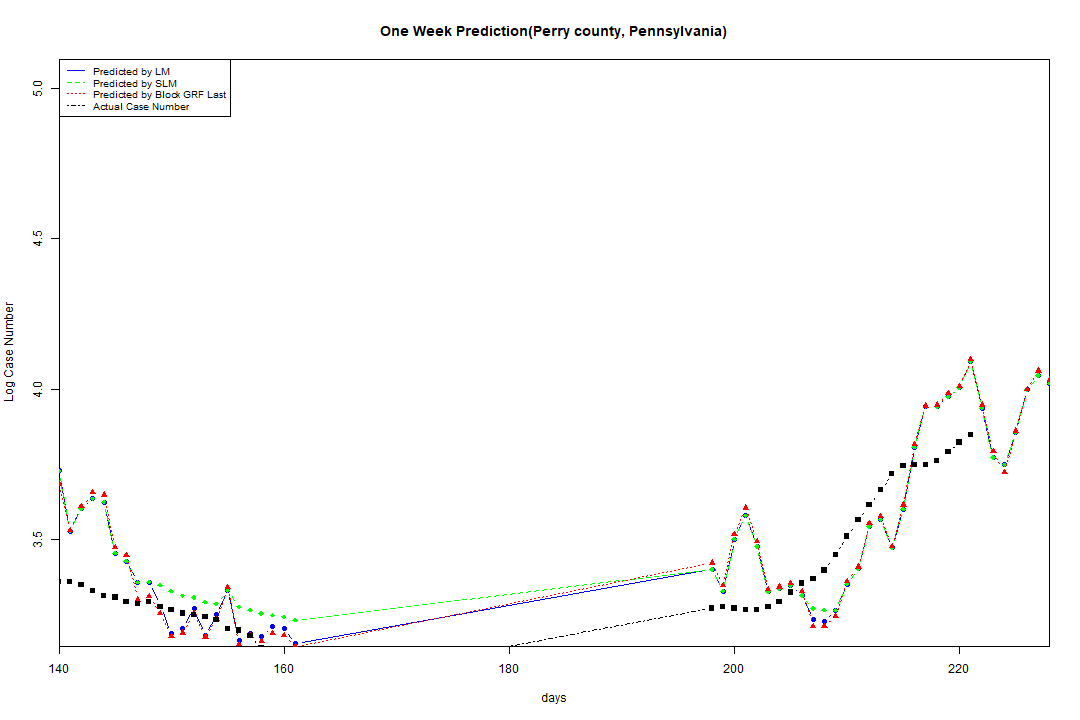 One Week Prediction(Perry county, Pennsylvania)
Predicted by LM
Predicted by SLM
Predicted by Block GRF Last
Actual Case Number
5.0
4.5
4.0
3.5
Log Case Number
140 160 180 200 220
days